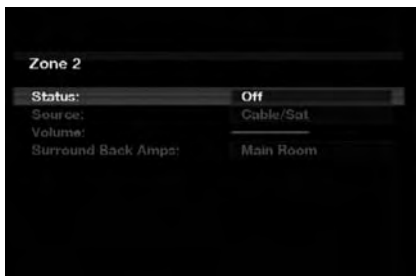 Zone 2
Status: Off
Source: Cable/Sat
Volume:
Surround Back Amps: Main Room